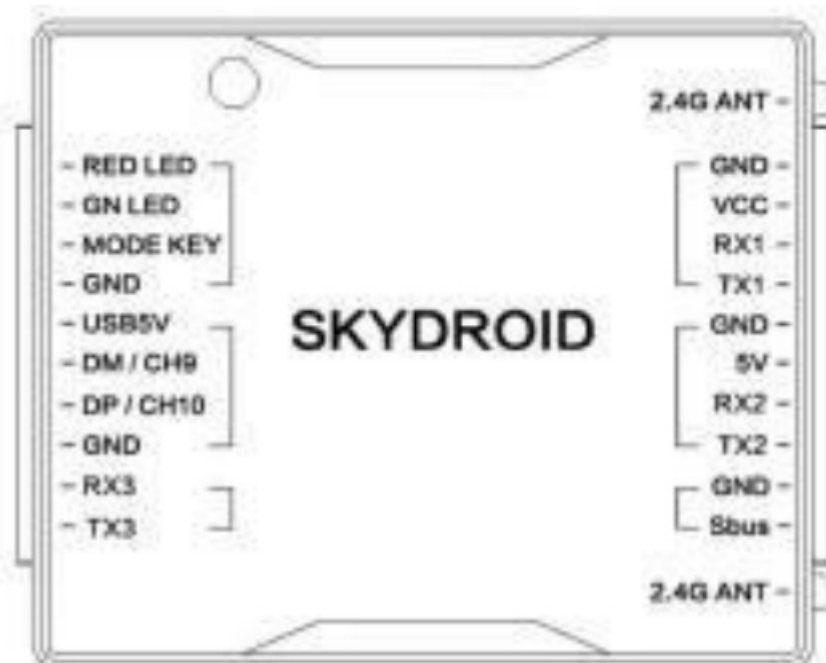 2.4G ANT
RED LED
GN LED
MODE KEY
GND
USB5V
DM / CH9
DP / CH10
GND
RX3
TX3
SKYDROID
GND
VCC
RX1
TX1
GND
5V
RX2
TX2
GND
Sbus
2.4G ANT